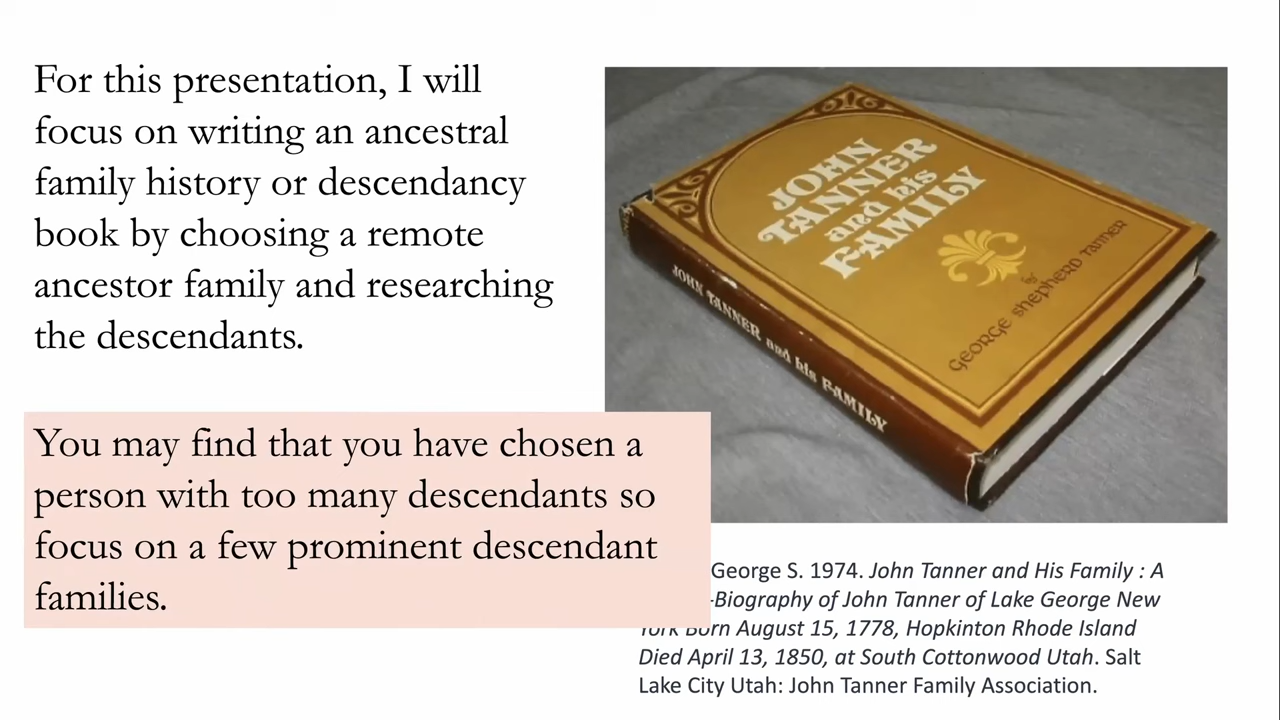 For this presentation, I will
focus on writing an ancestral
family history or descendancy
book by choosing a remote
ancestor family and researching
the descendants.
You may find that you have chosen a
person with too many descendants so
focus on a few prominent descendant
families.
JOHN
TANNER
and his
FAMILY
by
GEORGE SHEPHERD TANNER
JOHN TANNER and his FAMILY
George S. 1974. John Tanner and His Family : A
-Biography of John Tanner of Lake George New
York Born August 15, 1778, Hopkinton Rhode Island
Died April 13, 1850, at South Cottonwood Utah. Salt
Lake City Utah: John Tanner Family Association.